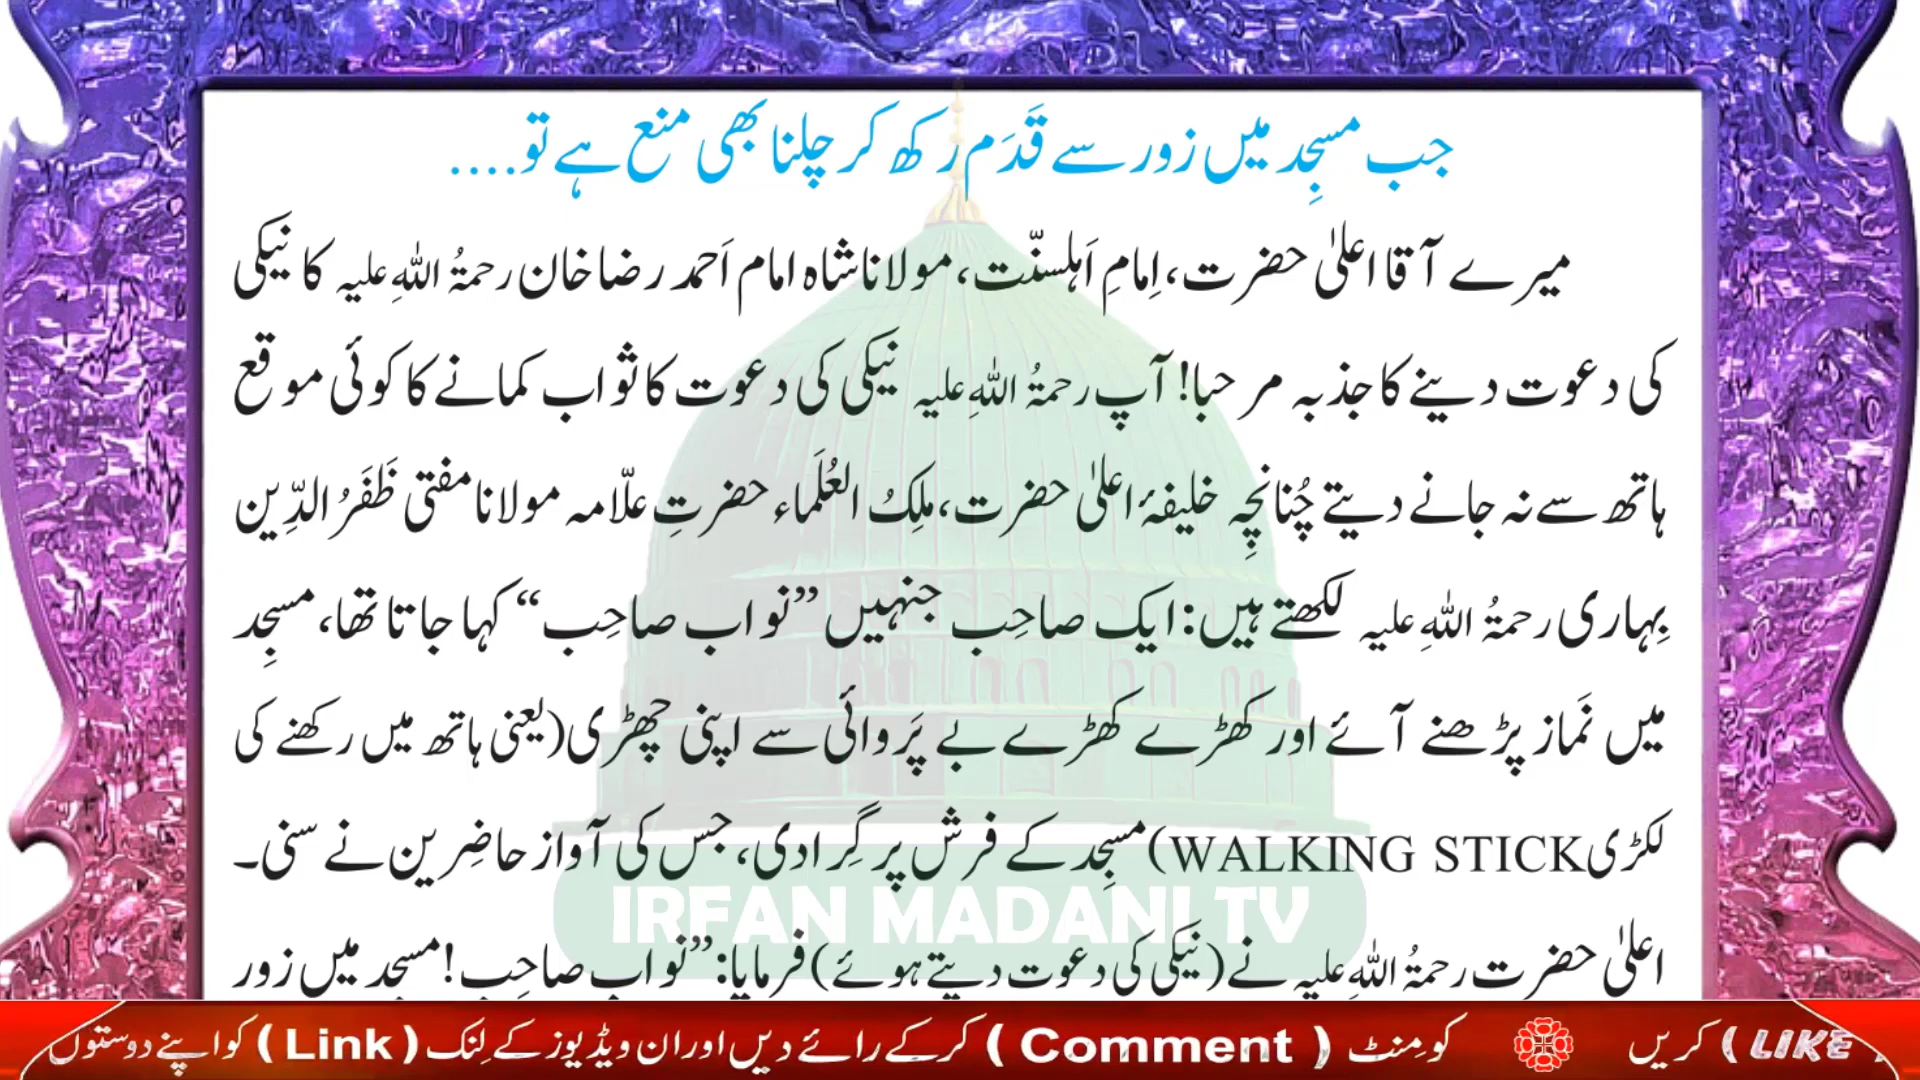 جب مسجِد میں زور سے قَدَم رکھ کر چلنا بھی منع ہے تو....
میرے آقا اعلیٰ حضرت، اِمامِ اَہلسنّت، مولانا شاہ امام اَحمد رضا خان رحمۃُ اللہِ علیہ کا نیکی
کی دعوت دینے کا جذبہ مرحبا! آپ رحمۃُ اللہِ علیہ نیکی کی دعوت کا ثواب کمانے کا کوئی موقع
ہاتھ سے نہ جانے دیتے چُنانچِہ خلیفۂ اعلیٰ حضرت، ملِکُ العُلَماء حضرتِ علّامہ مولانا مفتی ظَفَرُ الدِّین
بِہاری رحمۃُ اللہِ علیہ لکھتے ہیں: ایک صاحِب جنہیں ”نواب صاحِب“ کہا جاتا تھا، مسجِد
میں نَماز پڑھنے آئے اور کھڑے کھڑے بے پَروائی سے اپنی چھڑی (یعنی ہاتھ میں رکھنے کی
لکڑی WALKING STICK) مسجِد کے فرش پر گِرا دی، جس کی آواز حاضِرین نے سنی۔
IRFAN MADANI TV
اعلیٰ حضرت رحمۃُ اللہِ علیہ نے (نیکی کی دعوت دیتے ہوئے) فرمایا: ”نواب صاحِب! مسجد میں زور
(LIKE) کریں کومِنٹ (Comment) کرکے رائے دیں اور ان ویڈیوز کے لِنک (Link) کو اپنے دوستوں